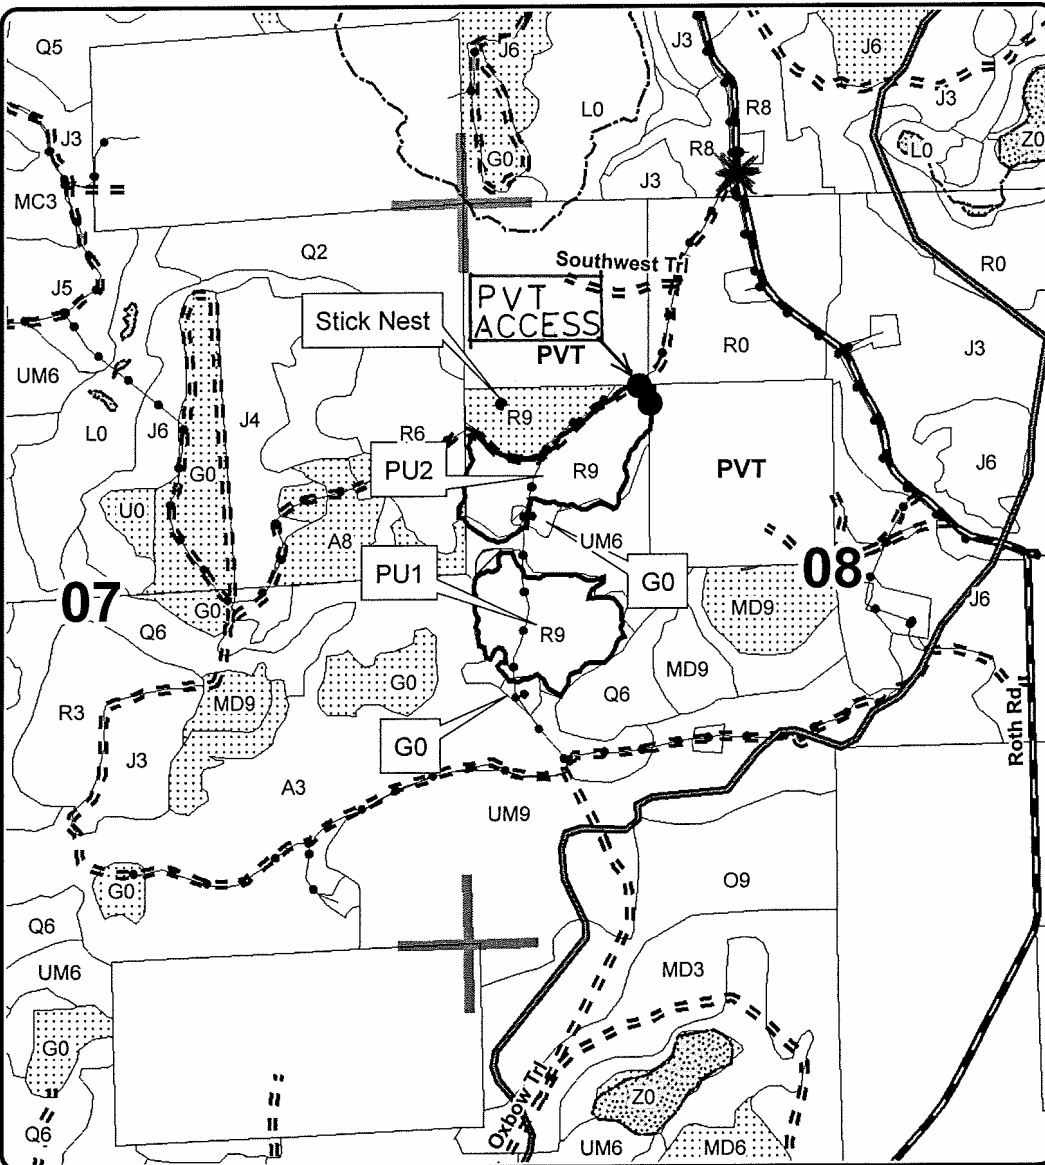 Q5
J6
J3
J6
J3
R8
L0
J3
R8
L0
Z0
G0
J3
MC3
Q2
Southwest Trl
R0
J5
PVT
ACCESS
Stick Nest
PVT
R0
J3
UM6
R9
L0
J6
J4
R6
R9
PVT
J6
G0
PU2
U0
A8
UM6
PU1
G0
08
07
G0
MD9
J6
Q6
R9
MD9
G0
Q6
R3
MD9
G0
Roth Rd
J3
A3
UM9
G0
O9
Q6
UM6
MD3
G0
Z0
Oxbow Trl
Q6
UM6
MD6